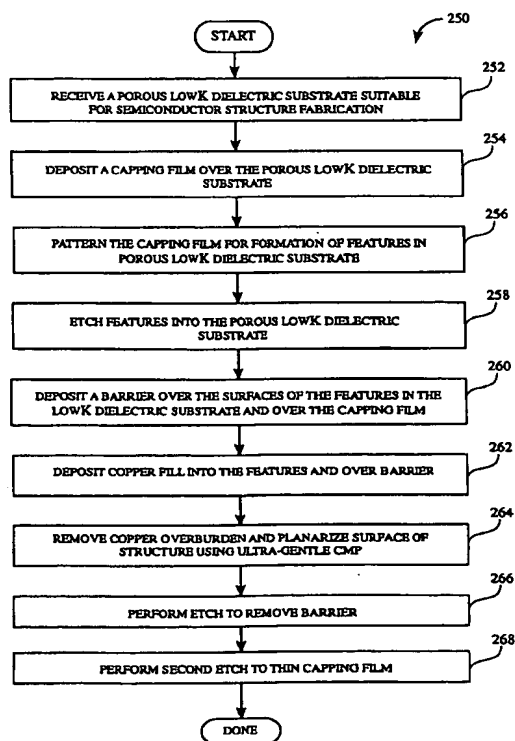 250
START
252
RECEIVE A POROUS LOWK DIELECTRIC SUBSTRATE SUITABLE
FOR SEMICONDUCTOR STRUCTURE FABRICATION
254
DEPOSIT A CAPPING FILM OVER THE POROUS LOWK DIELECTRIC
SUBSTRATE
256
PATTERN THE CAPPING FILM FOR FORMATION OF FEATURES IN
POROUS LOWK DIELECTRIC SUBSTRATE
258
ETCH FEATURES INTO THE POROUS LOWK DIELECTRIC
SUBSTRATE
260
DEPOSIT A BARRIER OVER THE SURFACES OF THE FEATURES IN THE
LOWK DIELECTRIC SUBSTRATE AND OVER THE CAPPING FILM
262
DEPOSIT COPPER FILL INTO THE FEATURES AND OVER BARRIER
264
REMOVE COPPER OVERBURDEN AND PLANARIZE SURFACE OF
STRUCTURE USING ULTRA-GENTLE CMP
266
PERFORM ETCH TO REMOVE BARRIER
268
PERFORM SECOND ETCH TO THIN CAPPING FILM
DONE